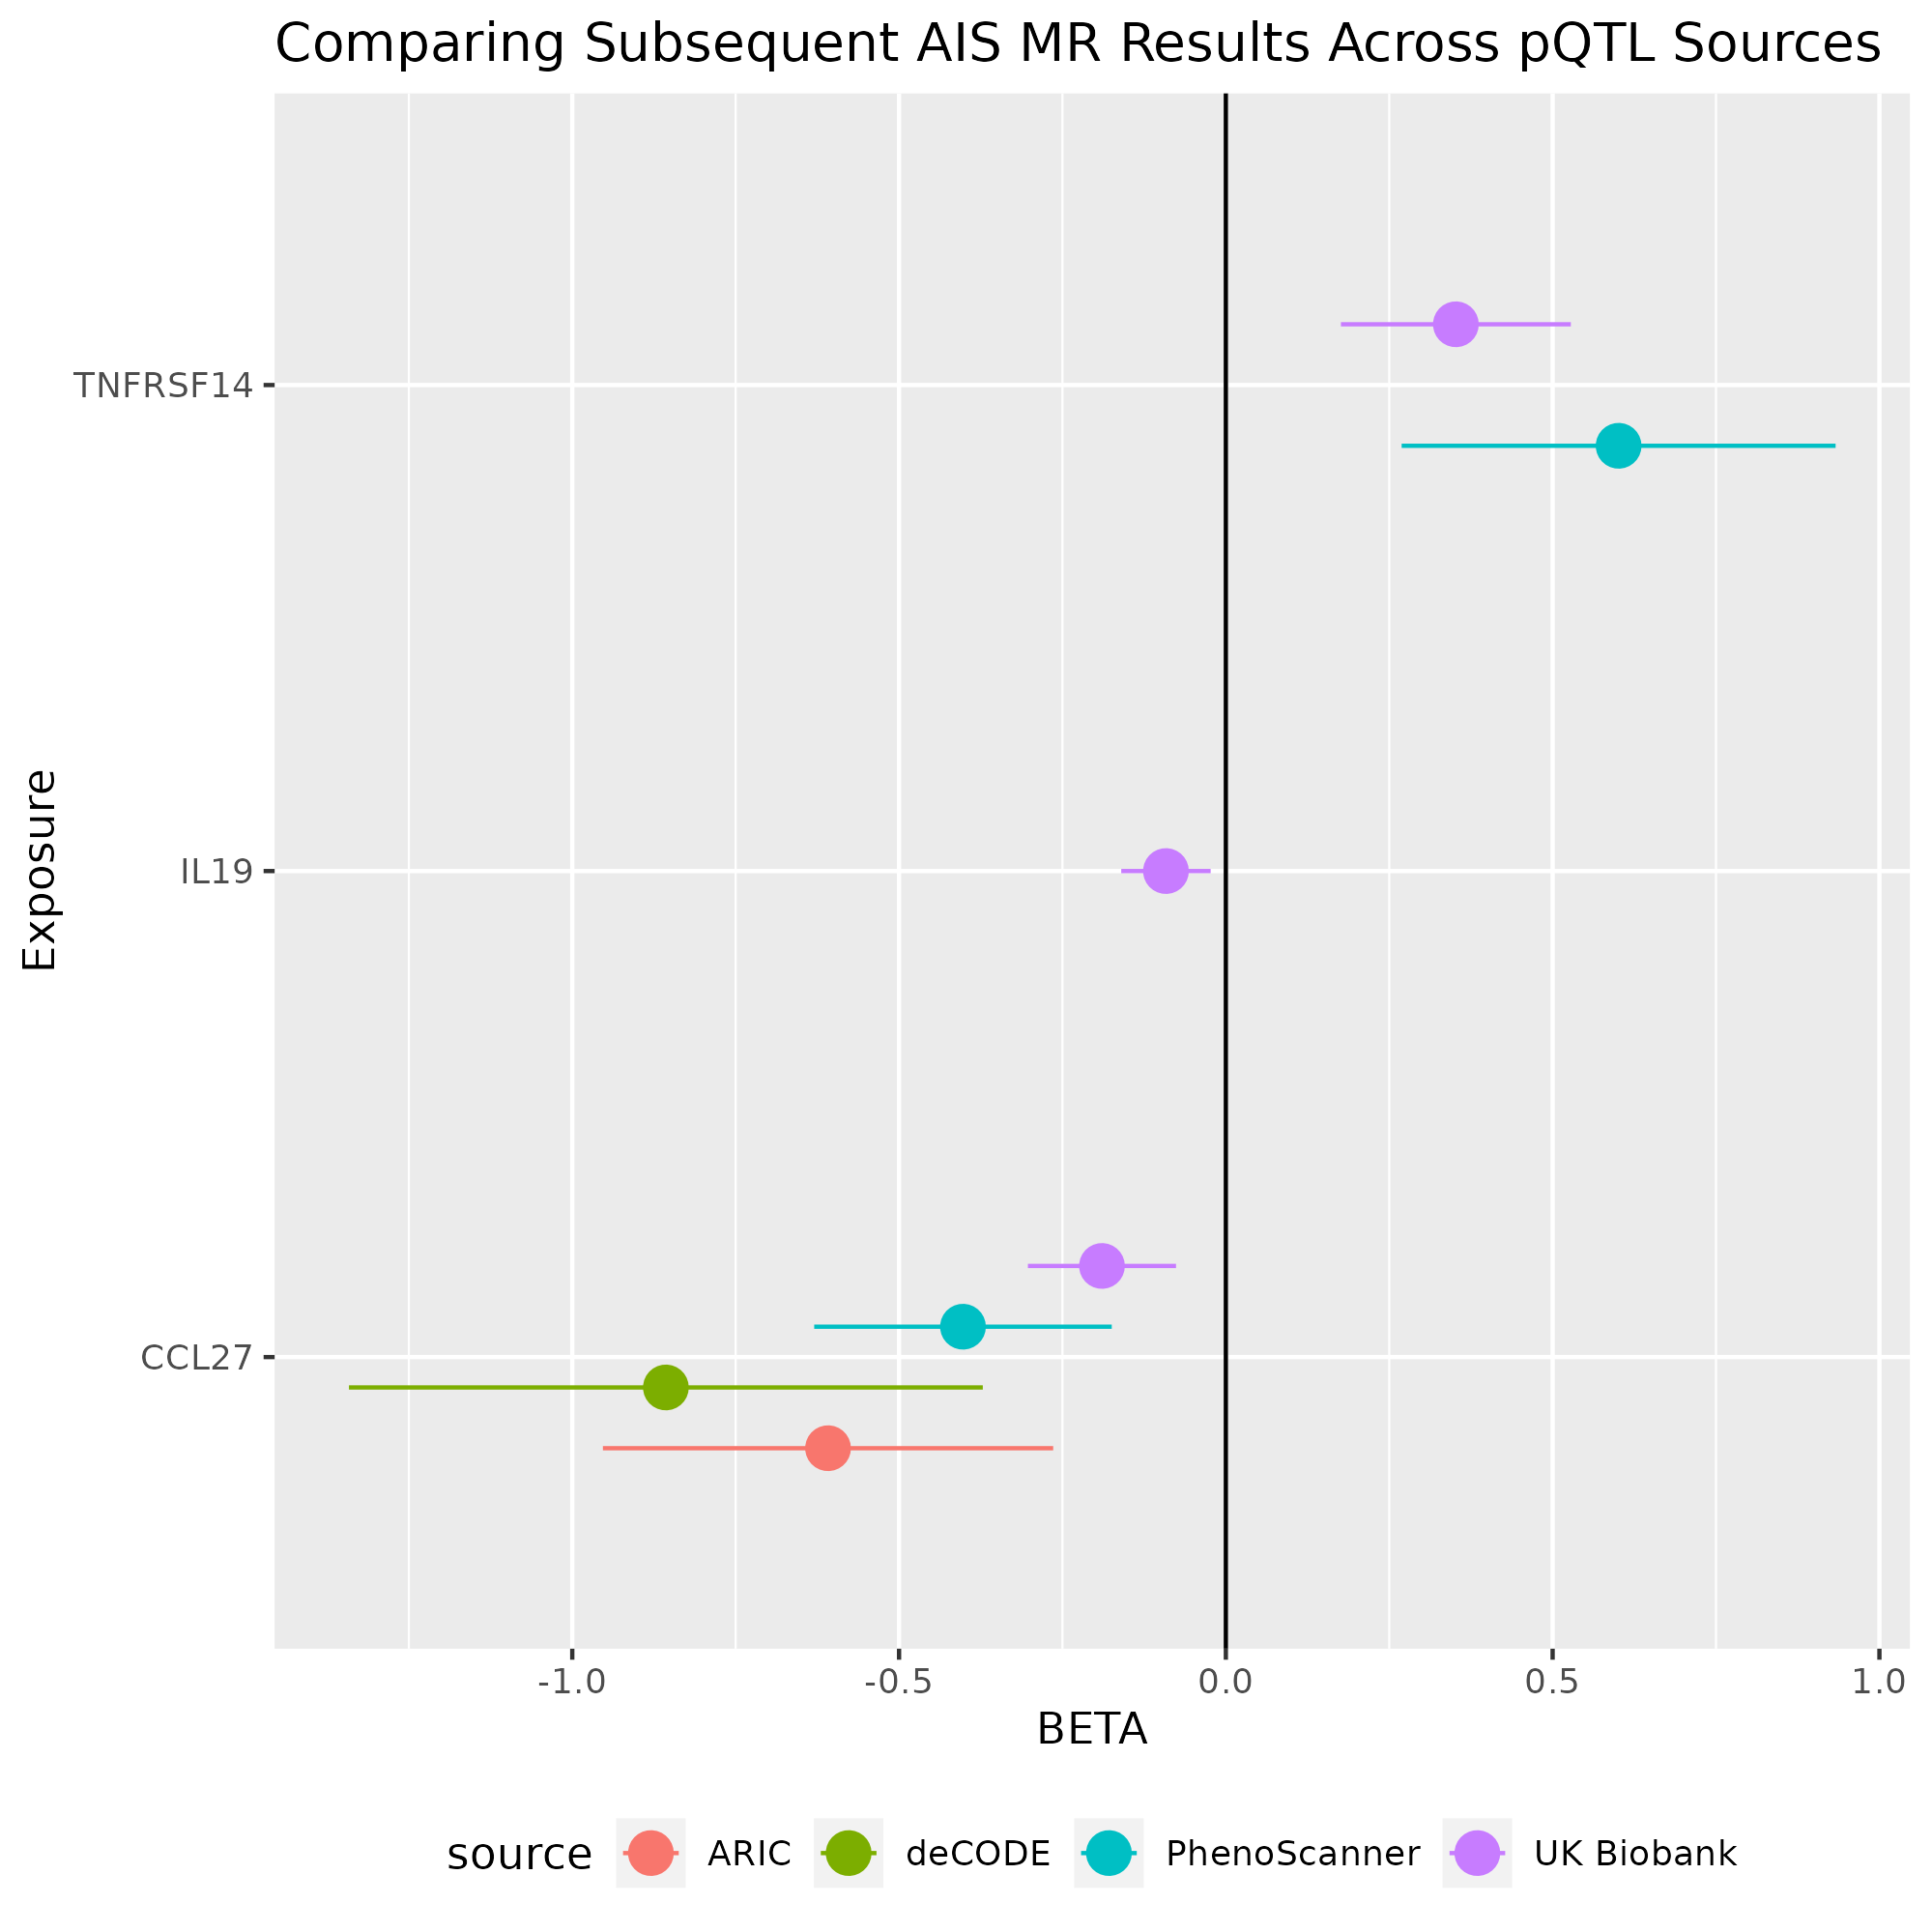 Comparing Subsequent AIS MR Results Across pQTL Sources
TNFRSF14
IL19
CCL27
Exposure
-1.0 -0.5 0.0 0.5 1.0
BETA
source ARIC deCODE PhenoScanner UK Biobank